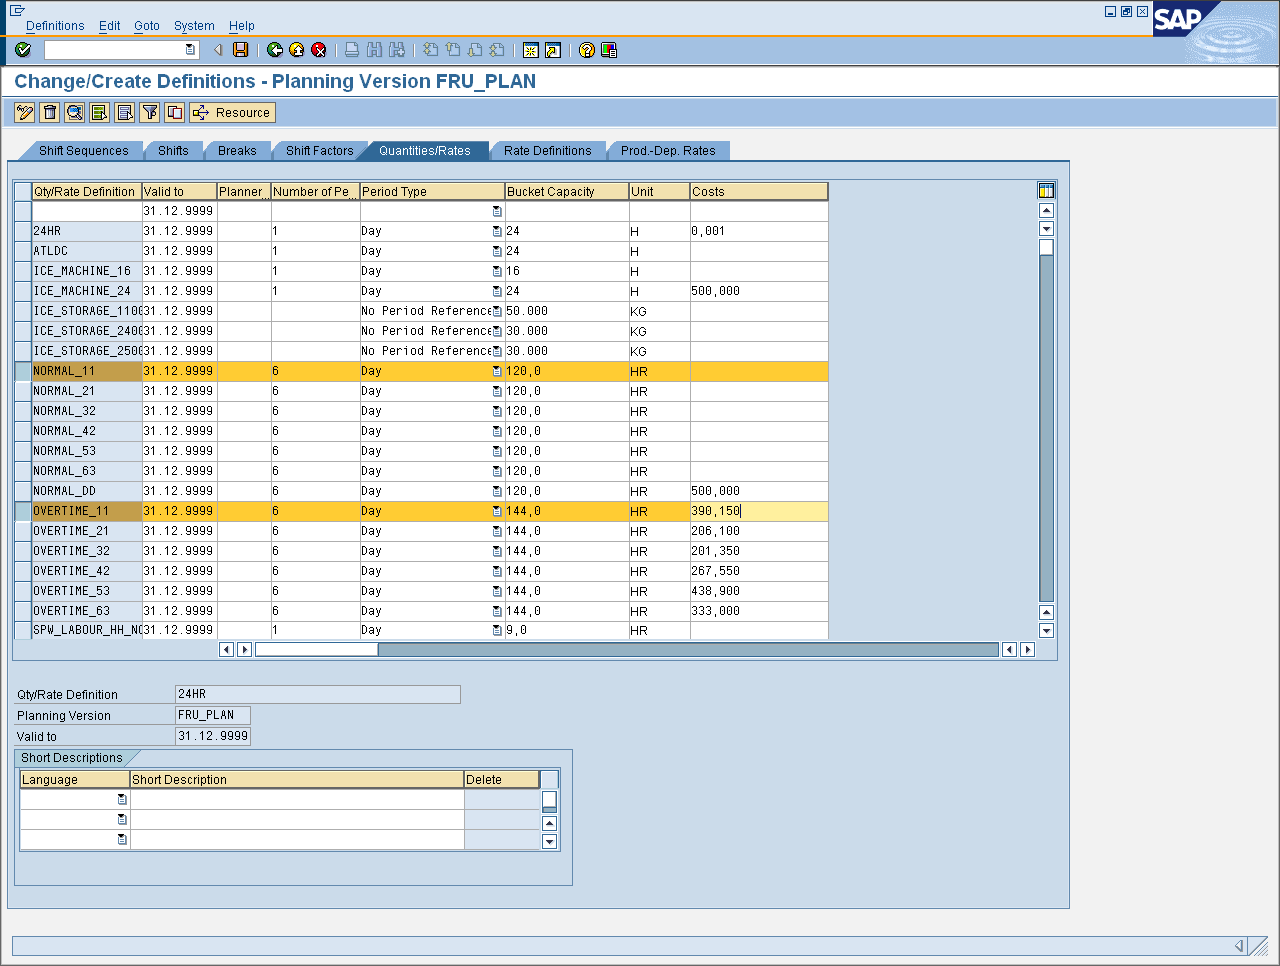 Definitions Edit Goto System Help
SAP
Change/Create Definitions - Planning Version FRU_PLAN
Resource
Shift Sequences Shifts Breaks Shift Factors Quantities/Rates Rate Definitions Prod.-Dep. Rates
Qty/Rate Definition Valid to Planner... Number of Pe... Period Type Bucket Capacity Unit Costs
31.12.9999
24HR 31.12.9999 1 Day 24 H 0,001
ATLDC 31.12.9999 1 Day 24 H
ICE_MACHINE_16 31.12.9999 1 Day 16 H
ICE_MACHINE_24 31.12.9999 1 Day 24 H 500,000
ICE_STORAGE_1100 31.12.9999 No Period Reference 50.000 KG
ICE_STORAGE_2400 31.12.9999 No Period Reference 30.000 KG
ICE_STORAGE_2500 31.12.9999 No Period Reference 30.000 KG
NORMAL_11 31.12.9999 6 Day 120,0 HR
NORMAL_21 31.12.9999 6 Day 120,0 HR
NORMAL_32 31.12.9999 6 Day 120,0 HR
NORMAL_42 31.12.9999 6 Day 120,0 HR
NORMAL_53 31.12.9999 6 Day 120,0 HR
NORMAL_63 31.12.9999 6 Day 120,0 HR
NORMAL_DD 31.12.9999 6 Day 120,0 HR 500,000
OVERTIME_11 31.12.9999 6 Day 144,0 HR 390,150
OVERTIME_21 31.12.9999 6 Day 144,0 HR 206,100
OVERTIME_32 31.12.9999 6 Day 144,0 HR 201,350
OVERTIME_42 31.12.9999 6 Day 144,0 HR 267,550
OVERTIME_53 31.12.9999 6 Day 144,0 HR 438,900
OVERTIME_63 31.12.9999 6 Day 144,0 HR 333,000
SPW_LABOUR_HH_NO 31.12.9999 1 Day 9,0 HR
Qty/Rate Definition 24HR
Planning Version FRU_PLAN
Valid to 31.12.9999
Short Descriptions
Language Short Description Delete